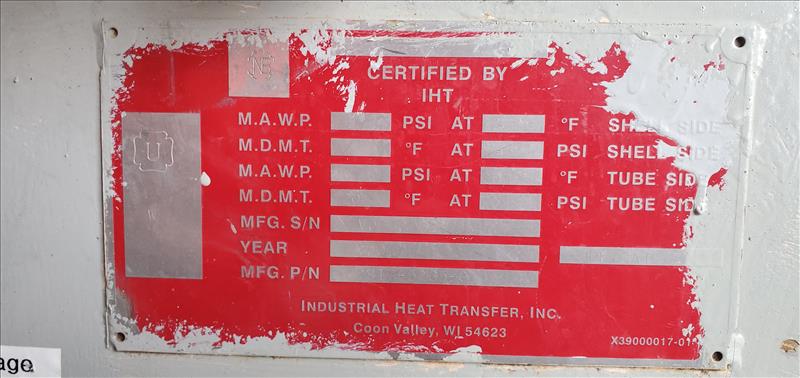 NB
CERTIFIED BY
IHT
U
M.A.W.P. PSI AT °F SHELL SIDE
M.D.M.T. °F AT PSI SHELL SIDE
M.A.W.P. PSI AT °F TUBE SIDE
M.D.M.T. °F AT PSI TUBE SIDE
MFG. S/N
YEAR
MFG. P/N
INDUSTRIAL HEAT TRANSFER, INC.
Coon Valley, WI 54623
X39000017-01
age